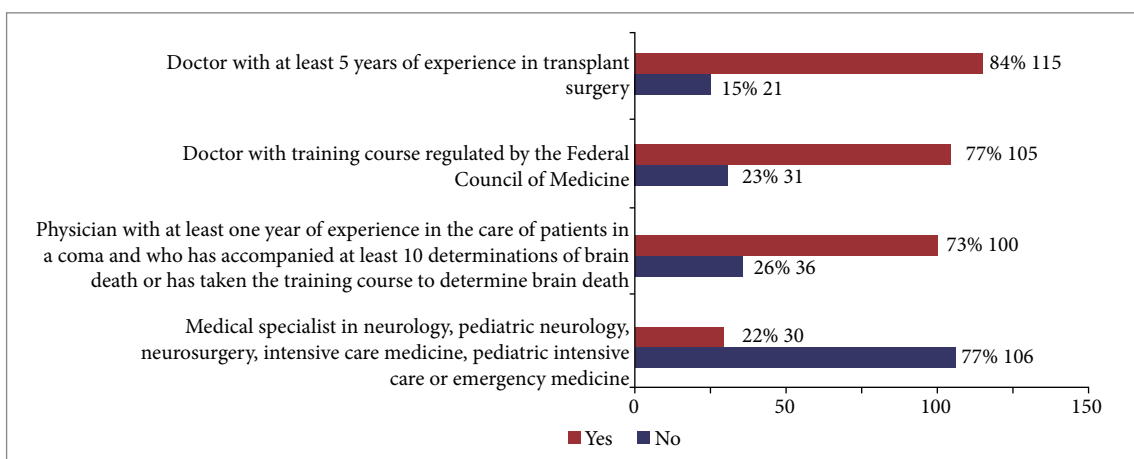 Doctor with at least 5 years of experience in transplant
surgery
84% 115
15% 21
Doctor with training course regulated by the Federal
Council of Medicine
77% 105
23% 31
Physician with at least one year of experience in the care of patients in
a coma and who has accompanied at least 10 determinations of brain
death or has taken the training course to determine brain death
73% 100
26% 36
Medical specialist in neurology, pediatric neurology,
neurosurgery, intensive care medicine, pediatric intensive
care or emergency medicine
22% 30
77% 106
0 50 100 150
Yes No